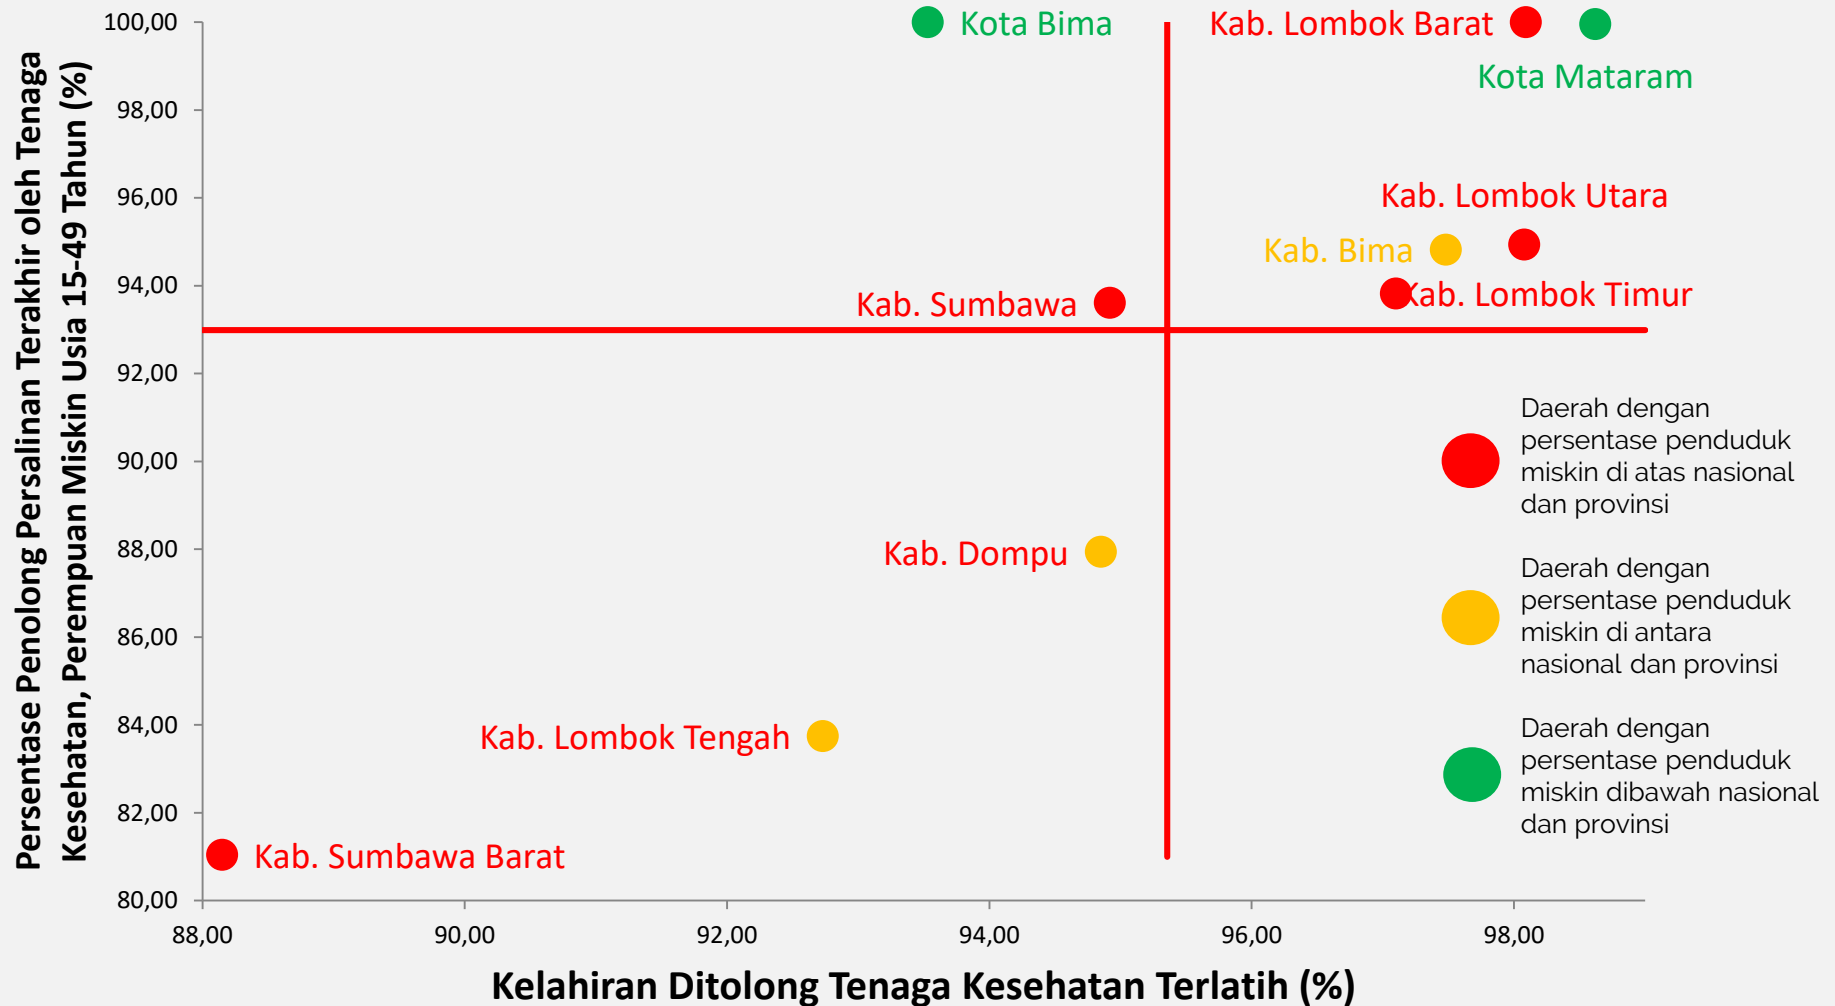 Persentase Penolong Persalinan Terakhir oleh Tenaga
Kesehatan, Perempuan Miskin Usia 15-49 Tahun (%)
100,00
98,00
96,00
94,00
92,00
90,00
88,00
86,00
84,00
82,00
80,00
Kota Bima
Kab. Lombok Barat
Kota Mataram
Kab. Lombok Utara
Kab. Bima
Kab. Lombok Timur
Kab. Sumbawa
Kab. Dompu
Kab. Lombok Tengah
Kab. Sumbawa Barat
Daerah dengan
persentase penduduk
miskin di atas nasional
dan provinsi
Daerah dengan
persentase penduduk
miskin di antara
nasional dan provinsi
Daerah dengan
persentase penduduk
miskin dibawah nasional
dan provinsi
88,00
90,00
92,00
94,00
96,00
98,00
Kelahiran Ditolong Tenaga Kesehatan Terlatih (%)